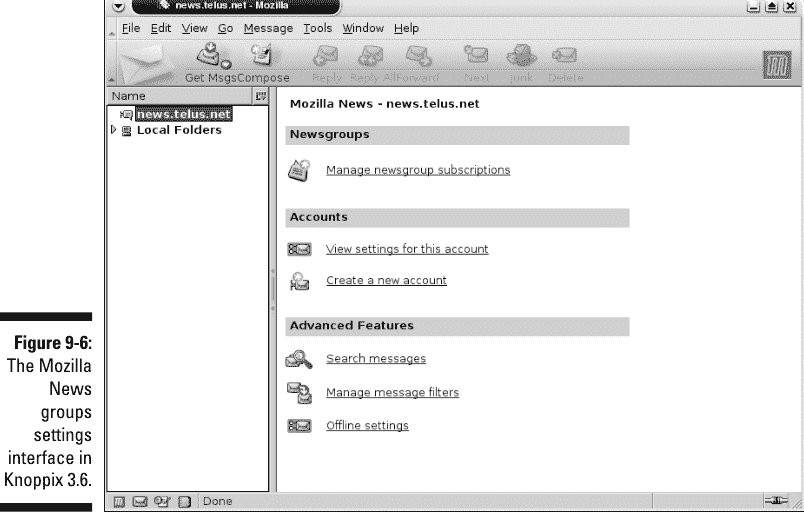 news.telus.net - Mozilla
File Edit View Go Message Tools Window Help
Get Msgs Compose Reply Reply All Forward Next Junk Delete
Name
news.telus.net
Local Folders
Mozilla News - news.telus.net
Newsgroups
Manage newsgroup subscriptions
Accounts
View settings for this account
Create a new account
Advanced Features
Search messages
Manage message filters
Offline settings
Done
Figure 9-6:
The Mozilla
News
groups
settings
interface in
Knoppix 3.6.